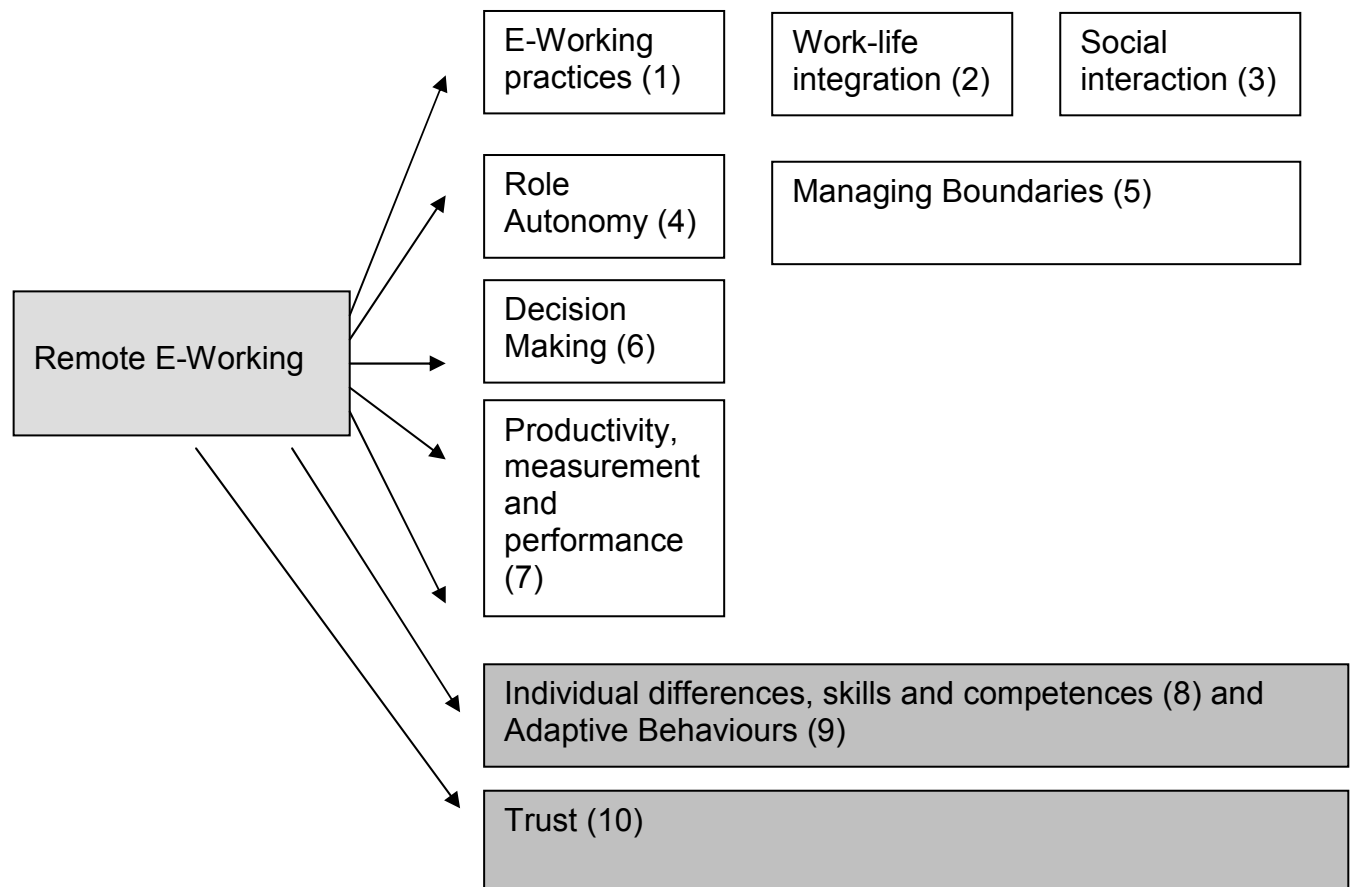 E-Working
practices (1)
Work-life
integration (2)
Social
interaction (3)
Role
Autonomy (4)
Managing Boundaries (5)
Decision
Making (6)
Remote E-Working
Productivity,
measurement
and
performance
(7)
Individual differences, skills and competences (8) and
Adaptive Behaviours (9)
Trust (10)